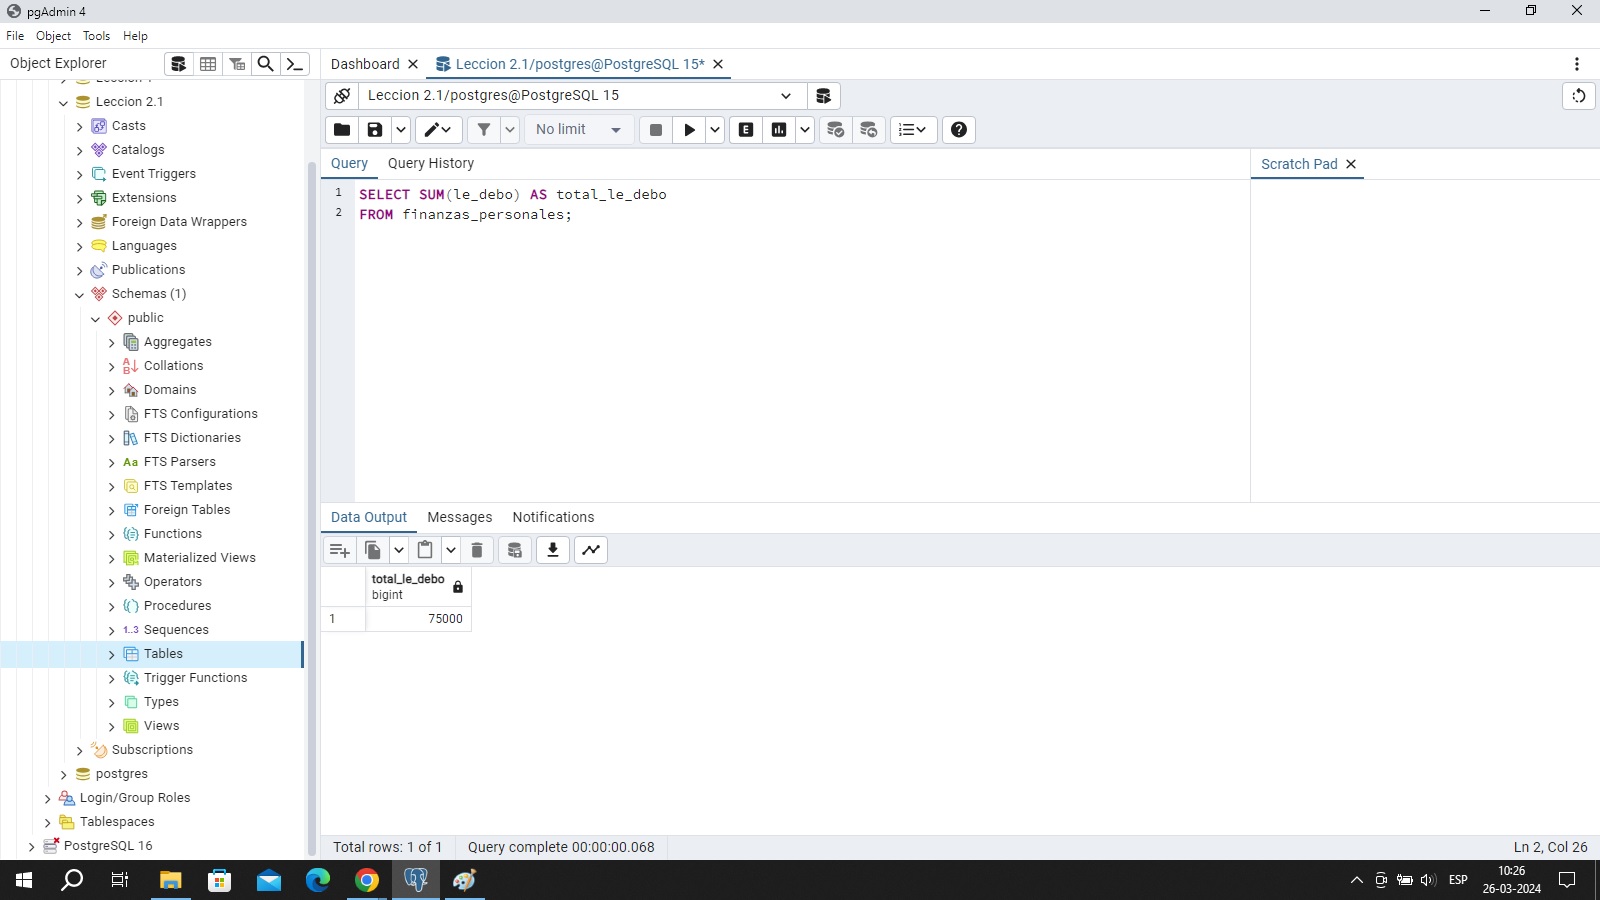 pgAdmin 4
File Object Tools Help
Object Explorer
Dashboard
Leccion 2.1/postgres@PostgreSQL 15*
Leccion 2.1
Casts
Catalogs
Event Triggers
Extensions
Foreign Data Wrappers
Languages
Publications
Schemas (1)
public
Aggregates
Collations
Domains
FTS Configurations
FTS Dictionaries
Aa FTS Parsers
FTS Templates
Foreign Tables
Functions
Materialized Views
Operators
Procedures
1..3 Sequences
Tables
Trigger Functions
Types
Views
Subscriptions
postgres
Login/Group Roles
Tablespaces
PostgreSQL 16
Leccion 2.1/postgres@PostgreSQL 15
No limit
E
Query Query History
Scratch Pad
1 SELECT SUM(le_debo) AS total_le_debo
2 FROM finanzas_personales;
Data Output Messages Notifications
total_le_debo
bigint
1 75000
Total rows: 1 of 1 Query complete 00:00:00.068
Ln 2, Col 26
ESP
10:26
26-03-2024